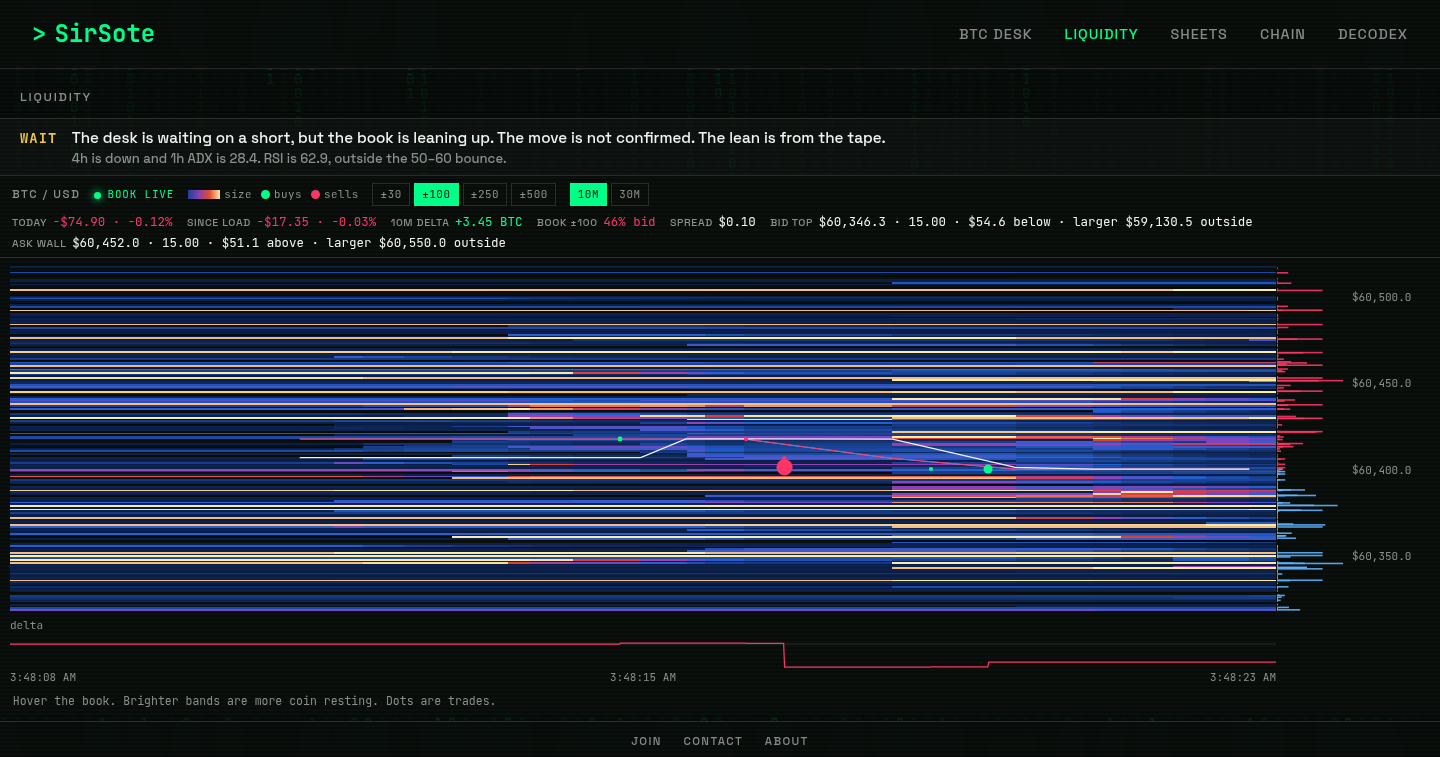 > SirSote
BTC DESK LIQUIDITY SHEETS CHAIN DECODEX
LIQUIDITY
WAIT The desk is waiting on a short, but the book is leaning up. The move is not confirmed. The lean is from the tape.
4h is down and 1h ADX is 28.4. RSI is 62.9, outside the 50–60 bounce.
BTC / USD BOOK LIVE size buys sells ±30 ±100 ±250 ±500 10M 30M
TODAY -$74.90 · -0.12% SINCE LOAD -$17.35 · -0.03% 10M DELTA +3.45 BTC BOOK ±100 46% bid SPREAD $0.10 BID TOP $60,346.3 · 15.00 · $54.6 below · larger $59,130.5 outside
ASK WALL $60,452.0 · 15.00 · $51.1 above · larger $60,550.0 outside
$60,500.0
$60,450.0
$60,400.0
$60,350.0
delta
3:48:08 AM 3:48:15 AM 3:48:23 AM
Hover the book. Brighter bands are more coin resting. Dots are trades.
JOIN CONTACT ABOUT